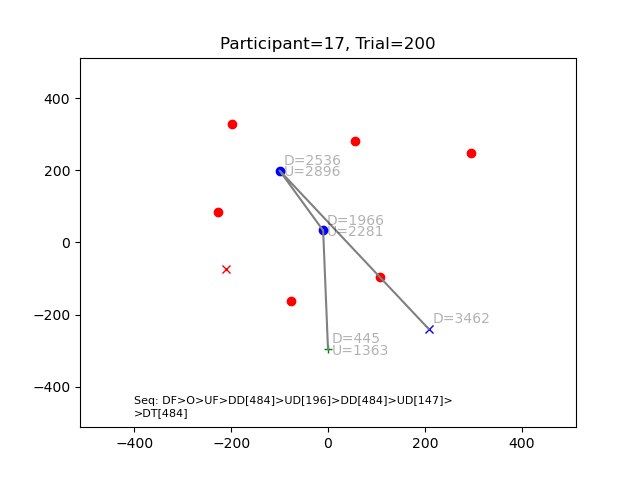 Participant=17, Trial=200
400
200
0
−200
−400
D=2536
U=2896
D=1966
U=2281
D=3462
D=445
U=1363
Seq: DF>O>UF>DD[484]>UD[196]>DD[484]>UD[147]>
>DT[484]
−400 −200 0 200 400